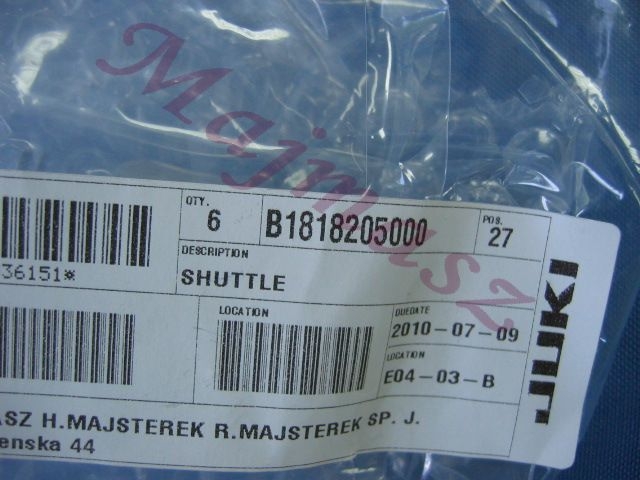 Majmasz
QTY.
6
B1818205000
POS.
27
36151*
DESCRIPTION
SHUTTLE
LOCATION
DUEDATE
2010-07-09
LOCATION
E04-03-B
JUKI
ASZ H.MAJSTEREK R.MAJSTEREK SP. J.
enska 44